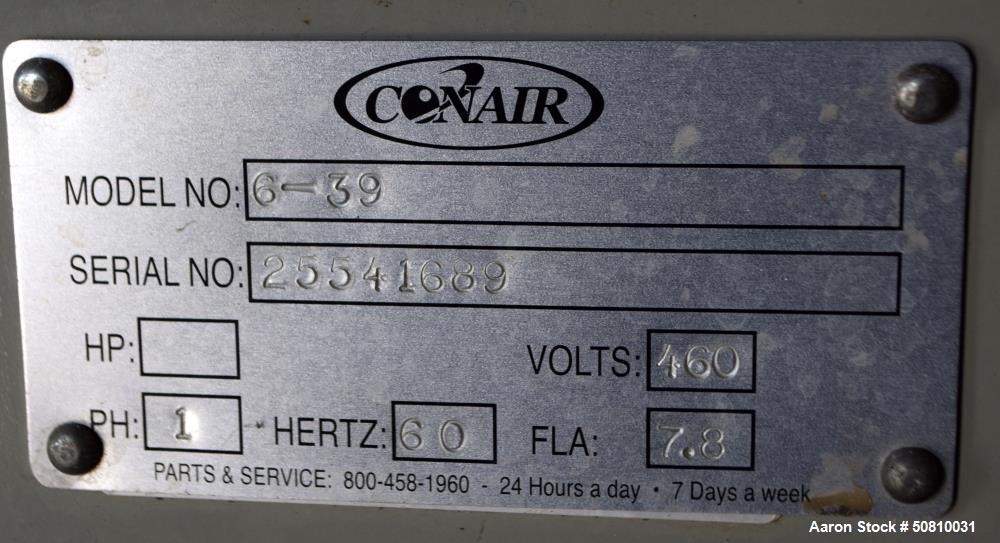 CONAIR
MODEL NO: 6-39
SERIAL NO: 25541689
HP: VOLTS: 460
PH: 1 HERTZ: 60 FLA: 7.8
PARTS & SERVICE: 800-458-1960 - 24 Hours a day • 7 Days a week
Aaron Stock # 50810031